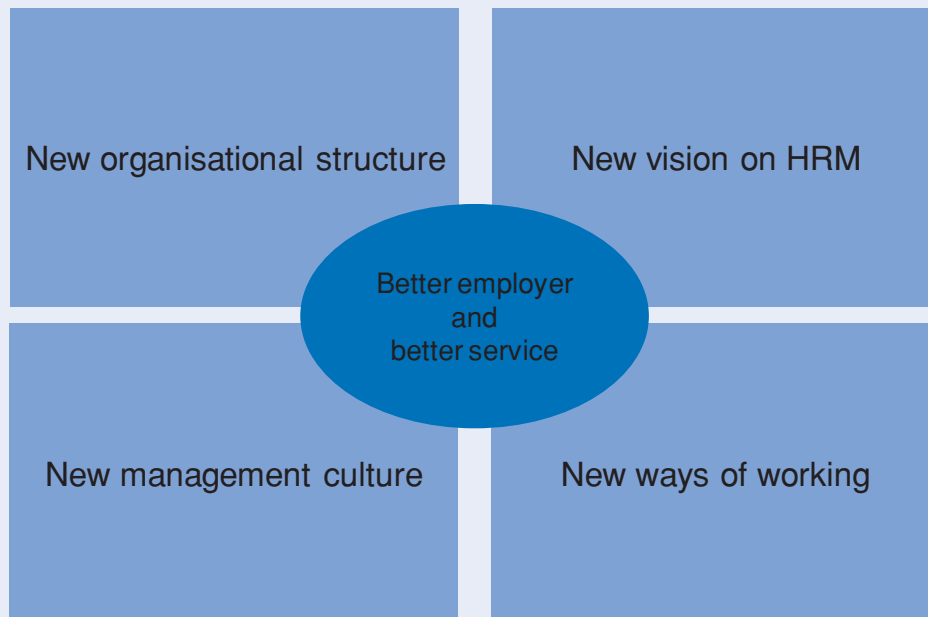 New organisational structure
New vision on HRM
Better employer
and
better service
New management culture
New ways of working